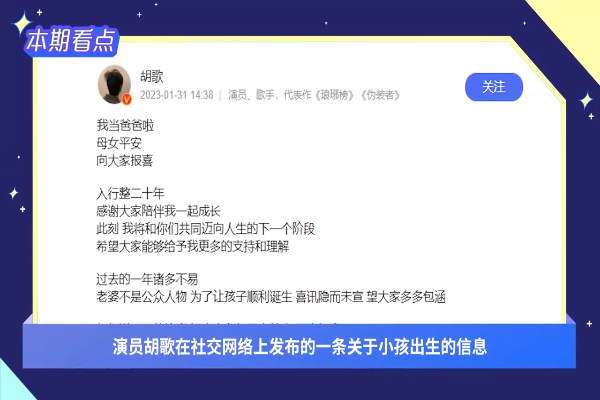 本期看点
胡歌
2023-01-31 14:38 | 演员、歌手，代表作《琅琊榜》《伪装者》
关注
我当爸爸啦
母女平安
向大家报喜
入行整二十年
感谢大家陪伴我一起成长
此刻 我将和你们共同迈向人生的下一个阶段
希望大家能够给予我更多的支持和理解
过去的一年诸多不易
老婆不是公众人物 为了让孩子顺利诞生 喜讯隐而未宣 望大家多多包涵
演员胡歌在社交网络上发布的一条关于小孩出生的信息